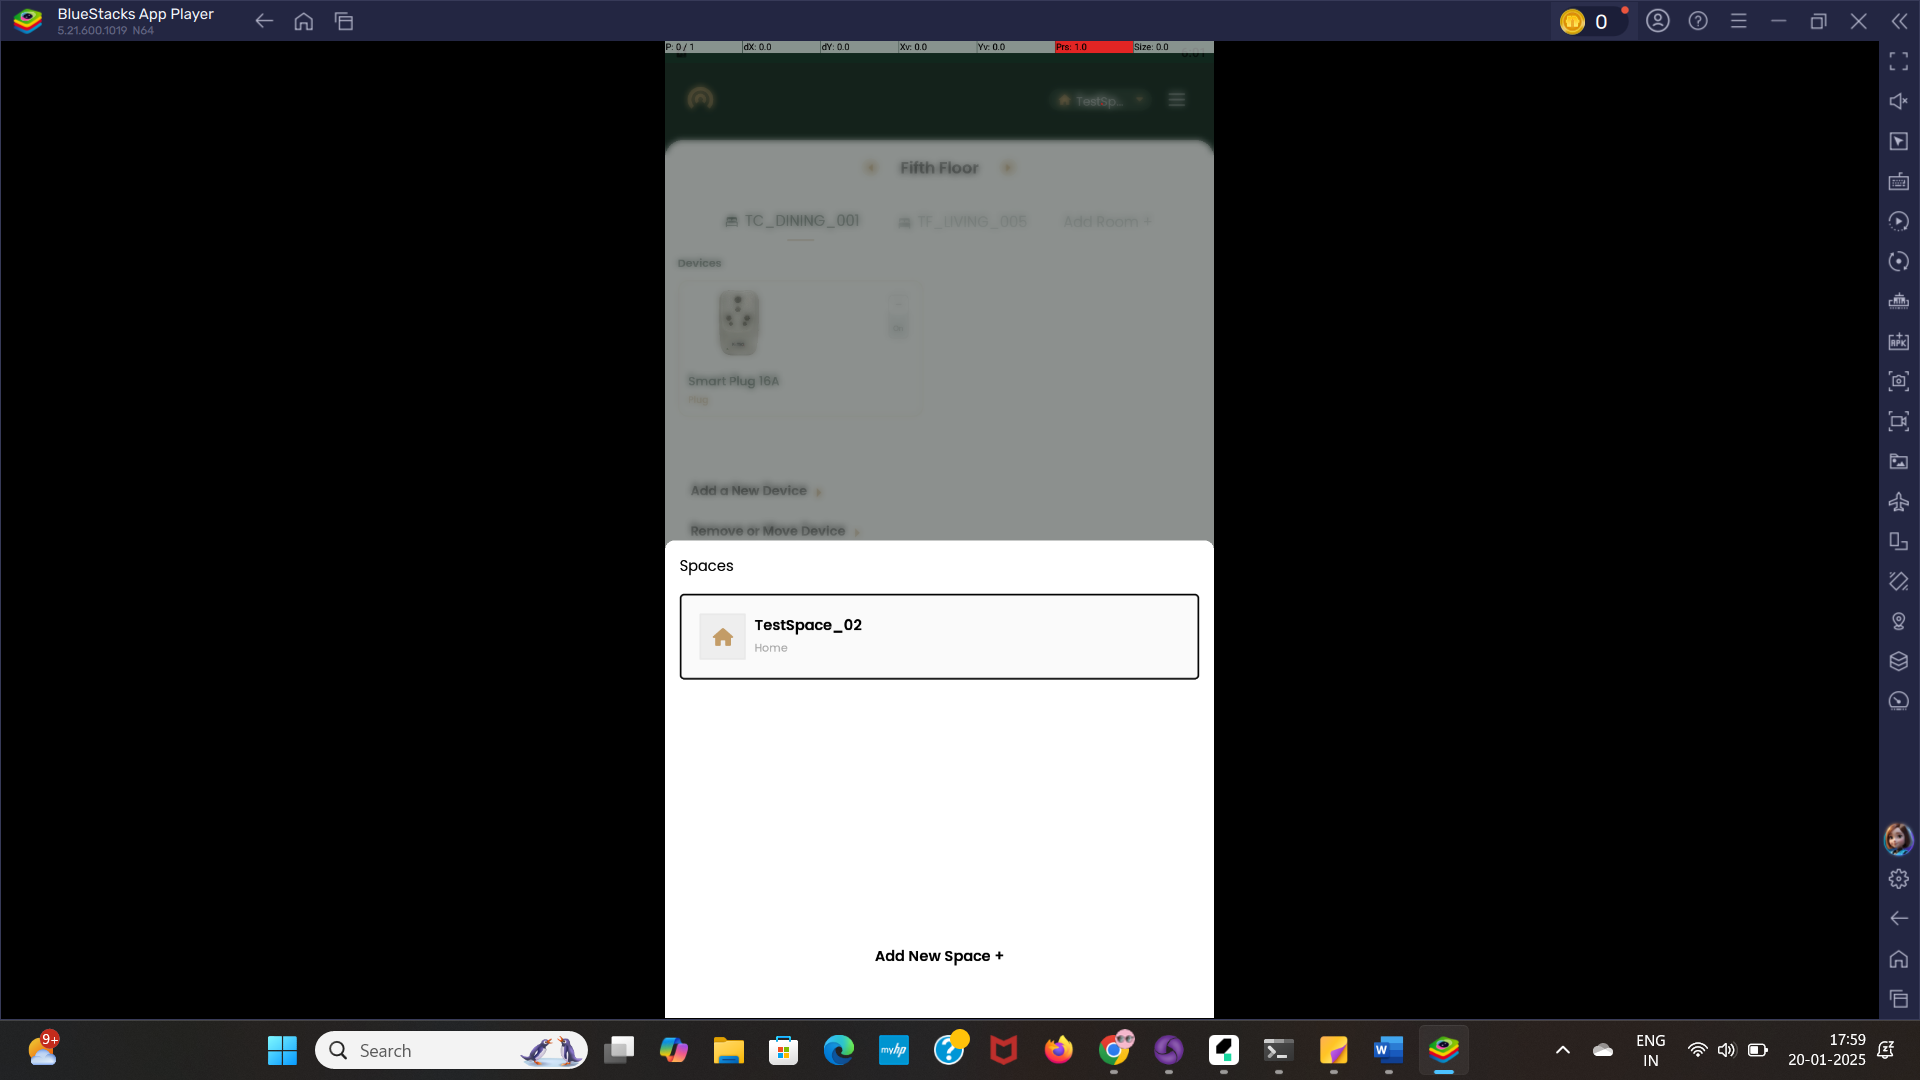 BlueStacks App Player
5.21.600.1019 N64
0
P: 0 / 1 dX: 0.0 dY: 0.0 Xv: 0.0 Yv: 0.0 Prs: 1.0 Size: 0.0
TestSp...
Fifth Floor
TC_DINING_001 TF_LIVING_005 Add Room +
Devices
Smart Plug 16A
Plug
Add a New Device
Remove or Move Device
Spaces
TestSpace_02
Home
Add New Space +
9+
Search
myhp
ENG
IN
17:59
20-01-2025